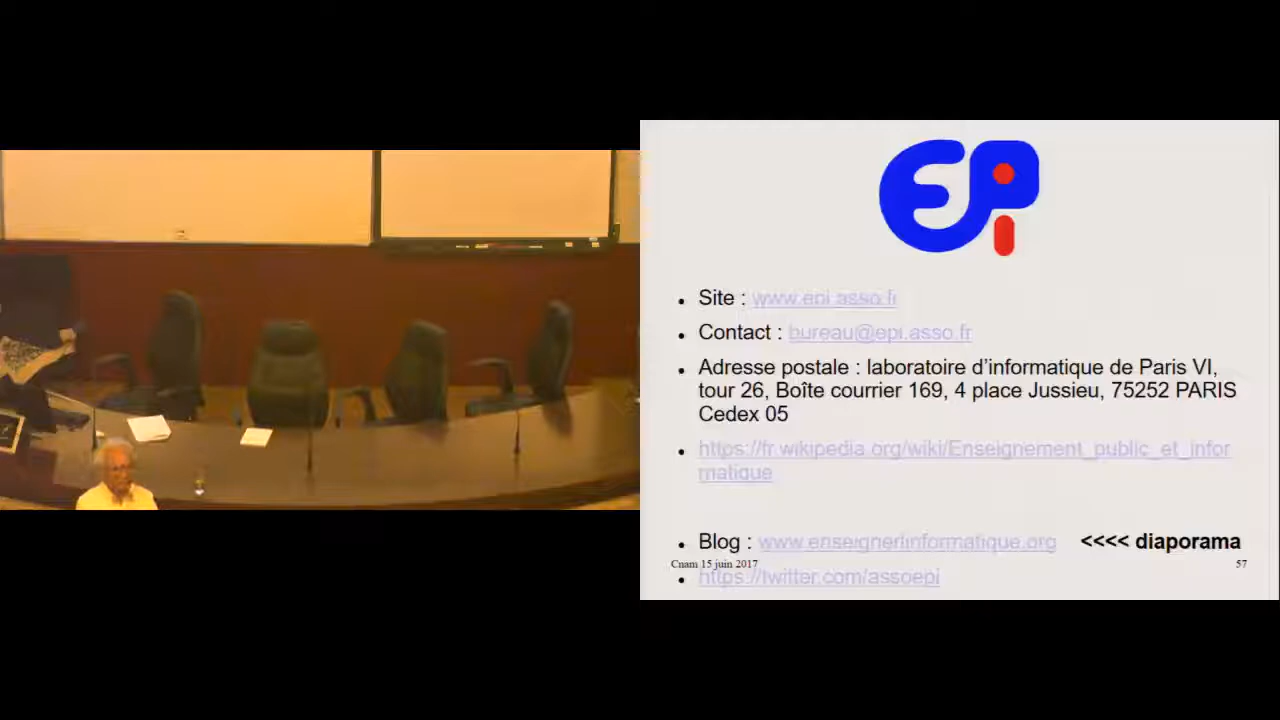 EPi
Site : www.epi.asso.fr
Contact : bureau@epi.asso.fr
Adresse postale : laboratoire d'informatique de Paris VI,
tour 26, Boîte courrier 169, 4 place Jussieu, 75252 PARIS
Cedex 05
https://fr.wikipedia.org/wiki/Enseignement_public_et_infor
matique
Blog : www.enseignerlinformatique.org <<<< diaporama
Cnam 15 juin 2017 57
https://twitter.com/assoepi